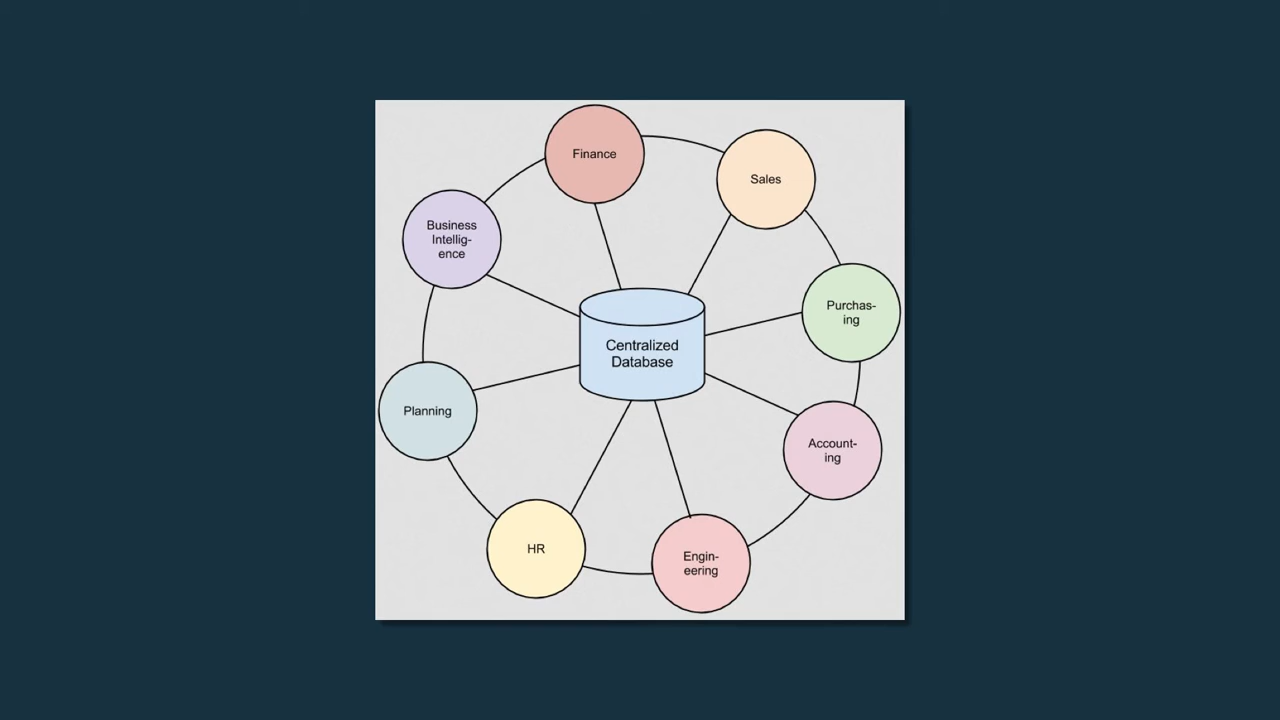 Finance
Sales
Business
Intellig-
ence
Purchas-
ing
Centralized
Database
Planning
Account-
ing
HR
Engin-
eering